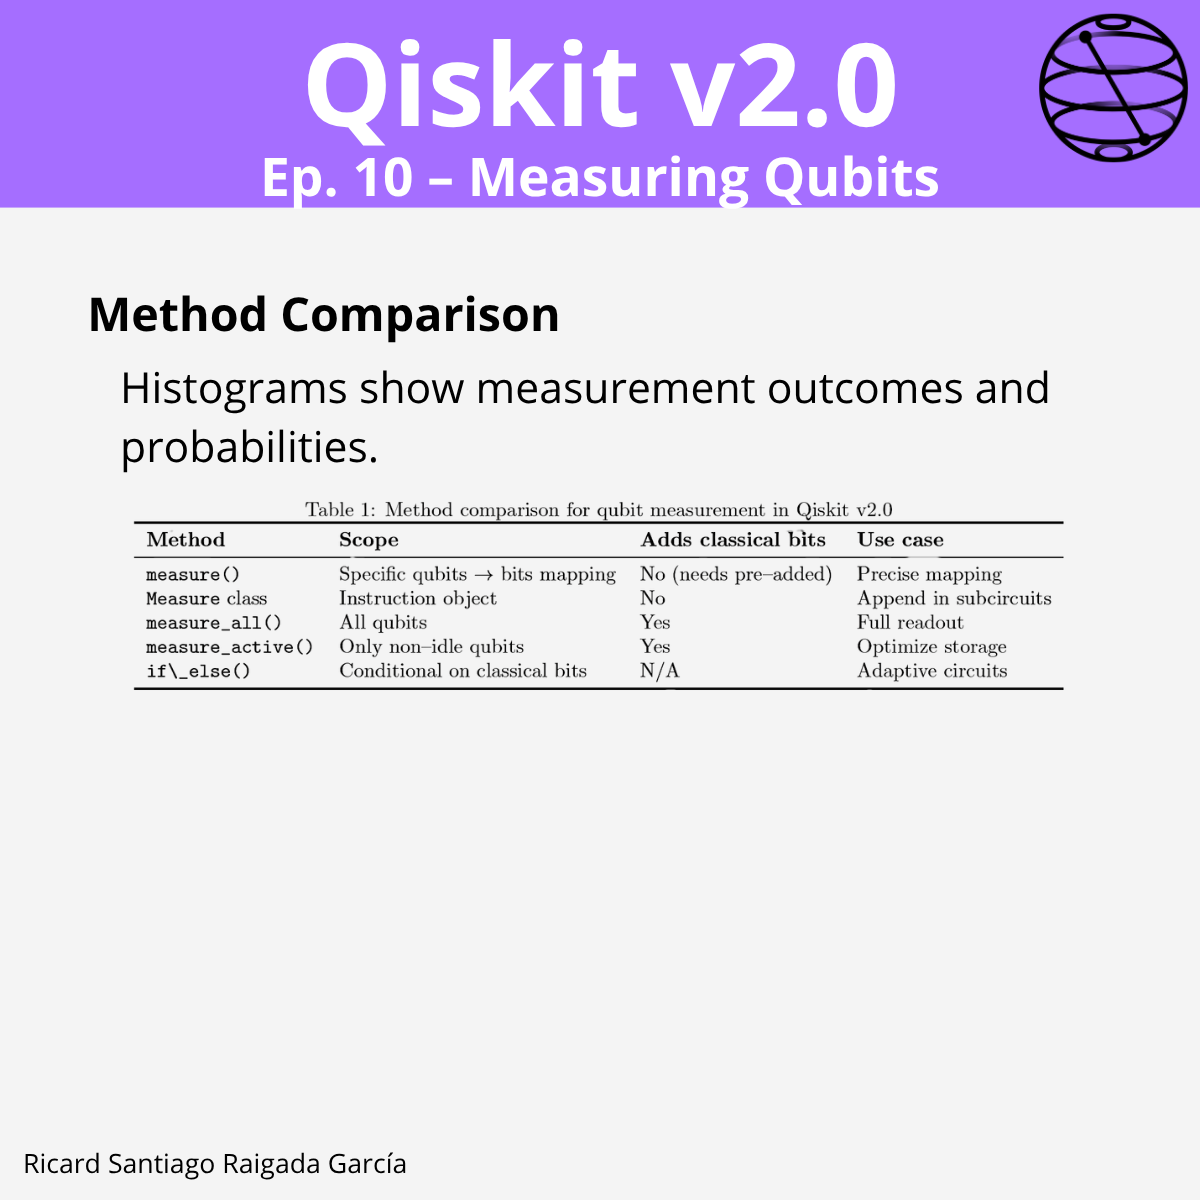 Qiskit v2.0
Ep. 10 – Measuring Qubits
Method Comparison
Histograms show measurement outcomes and
probabilities.
Table 1: Method comparison for qubit measurement in Qiskit v2.0
Method Scope Adds classical bits Use case
measure() Specific qubits → bits mapping No (needs pre–added) Precise mapping
Measure class Instruction object No Append in subcircuits
measure_all() All qubits Yes Full readout
measure_active() Only non–idle qubits Yes Optimize storage
if\_else() Conditional on classical bits N/A Adaptive circuits
Ricard Santiago Raigada García